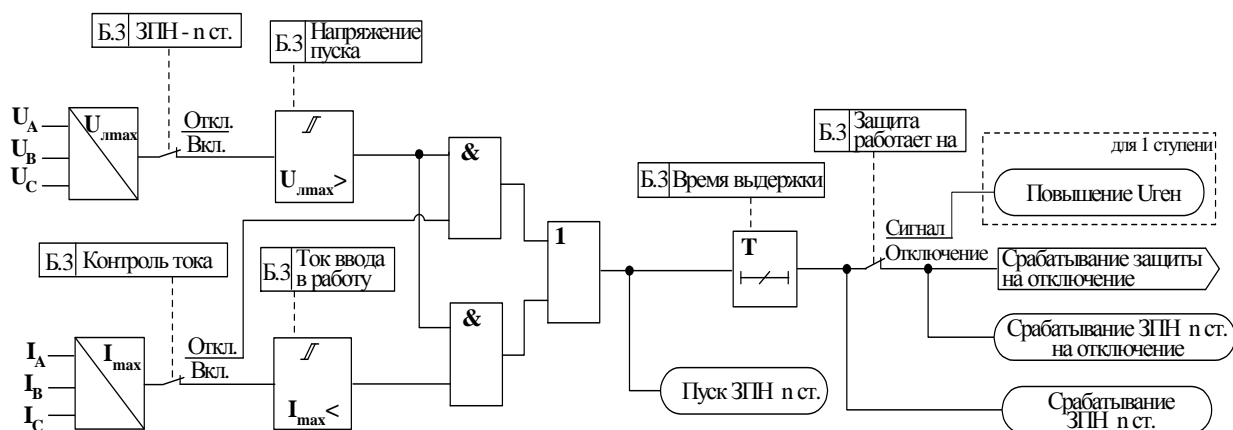 Б.3 ЗПН - n ст.
Б.3 Напряжение
пуска
U_A
U_B
U_C
U_лmax
Откл.
Вкл.
U_лmax>
&
Б.3 Контроль тока
Б.3 Ток ввода
в работу
I_A
I_B
I_C
I_max
Откл.
Вкл.
I_max<
&
1
Пуск ЗПН n ст.
Б.3 Время выдержки
T
Б.3 Защита
работает на
Сигнал
Отключение
для 1 ступени
Повышение Uген
Срабатывание защиты
на отключение
Срабатывание ЗПН n ст.
на отключение
Срабатывание
ЗПН n ст.